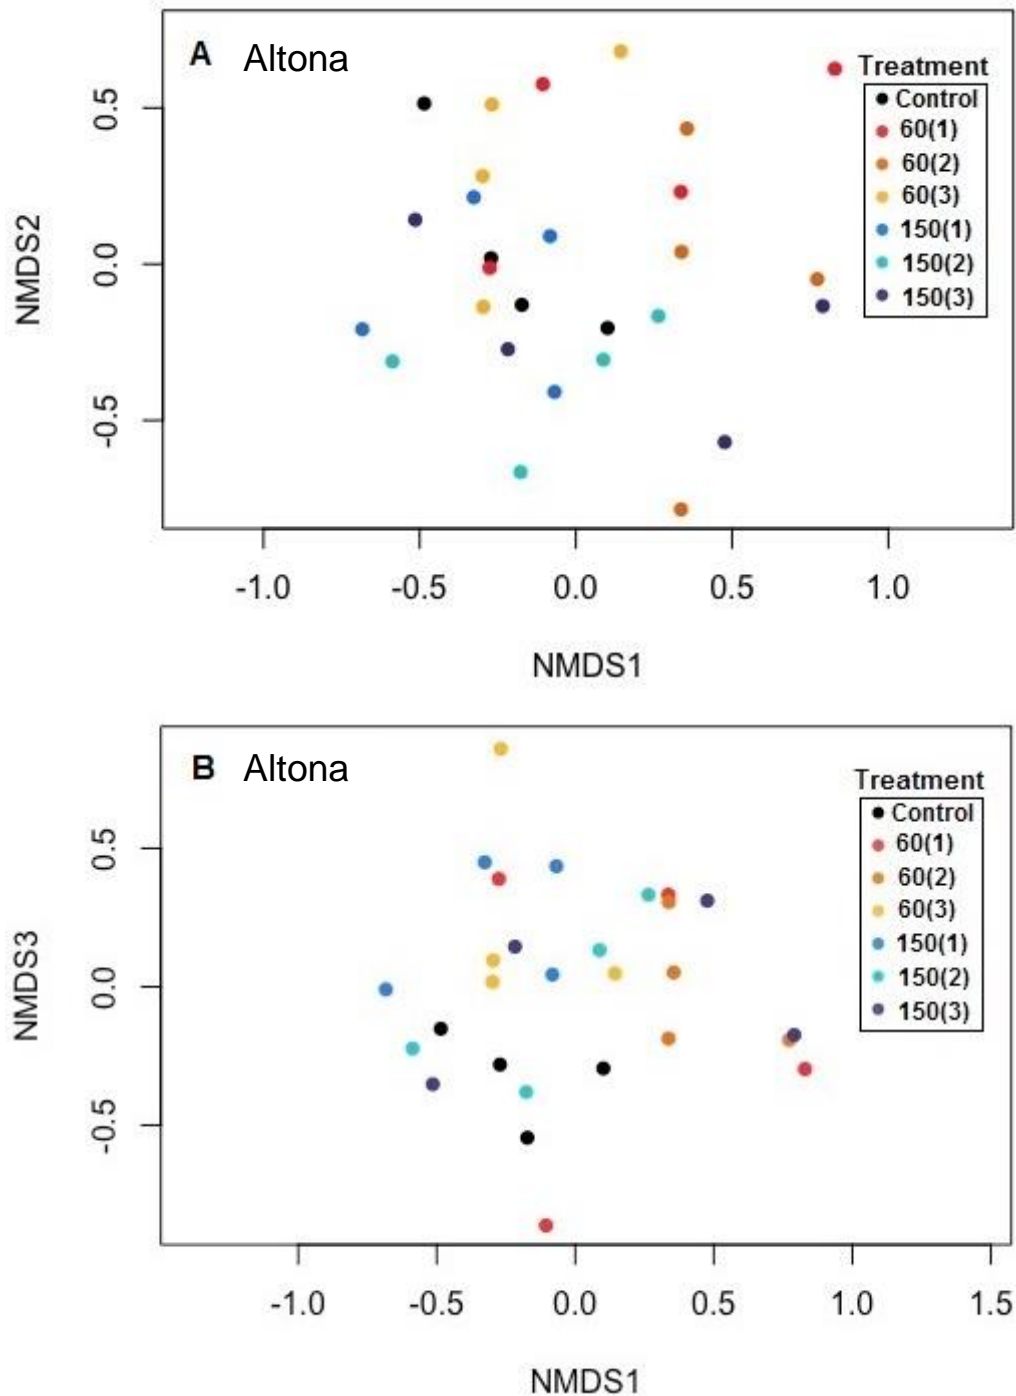 A Altona
Treatment
Control
60(1)
60(2)
60(3)
150(1)
150(2)
150(3)
0.5
0.0
-0.5
NMDS2
-1.0 -0.5 0.0 0.5 1.0
NMDS1
B Altona
Treatment
Control
60(1)
60(2)
60(3)
150(1)
150(2)
150(3)
0.5
0.0
-0.5
NMDS3
-1.0 -0.5 0.0 0.5 1.0 1.5
NMDS1